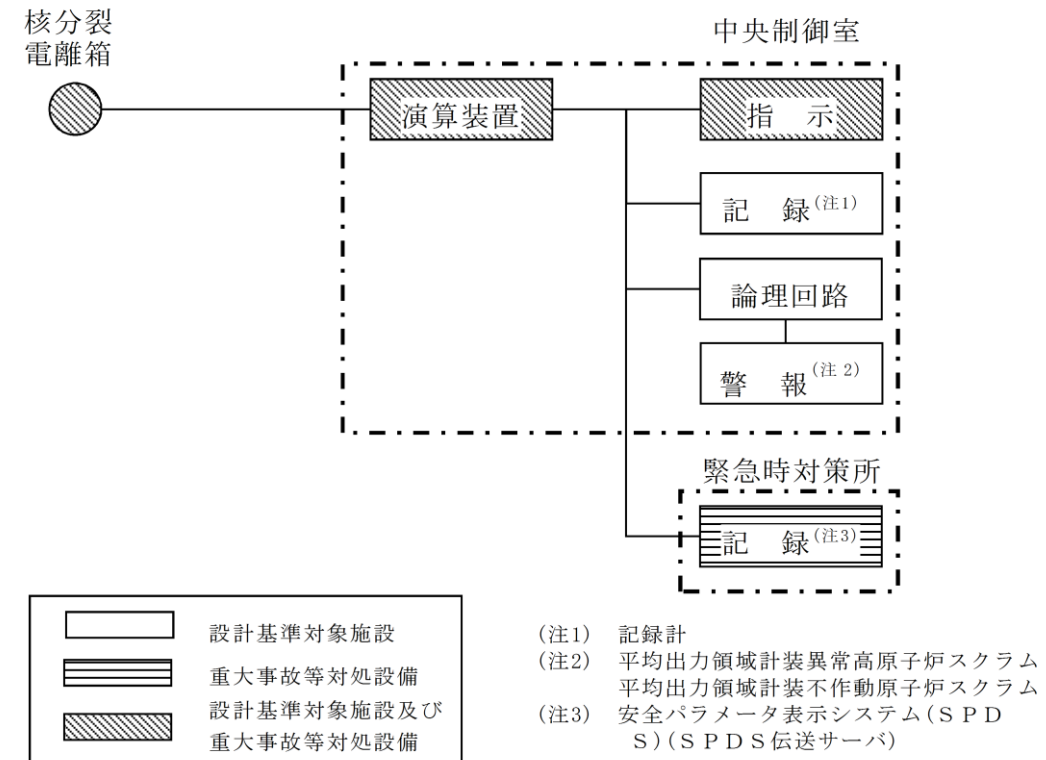 核分裂
電離箱
中央制御室
演算装置
指　示
記　録(注1)
論理回路
警　報(注 2)
緊急時対策所
記　録(注3)
設計基準対象施設
重大事故等対処設備
設計基準対象施設及び
重大事故等対処設備
(注1)　記録計
(注2)　平均出力領域計装異常高原子炉スクラム
平均出力領域計装不作動原子炉スクラム
(注3)　安全パラメータ表示システム(ＳＰＤ
Ｓ)(ＳＰＤＳ伝送サーバ)